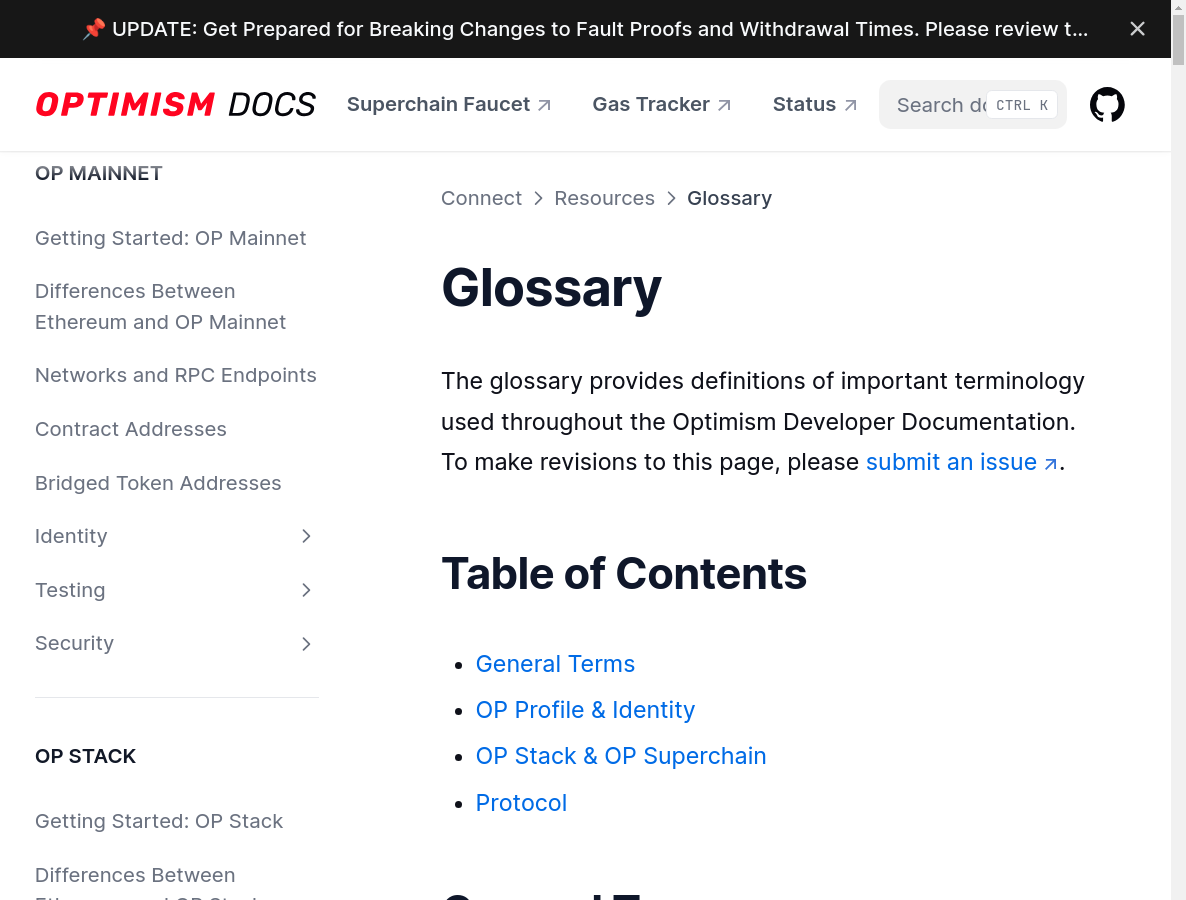 📌 UPDATE: Get Prepared for Breaking Changes to Fault Proofs and Withdrawal Times. Please review t...
OPTIMISM DOCS
Superchain Faucet
Gas Tracker
Status
Search do
CTRL K
OP MAINNET
Getting Started: OP Mainnet
Differences Between
Ethereum and OP Mainnet
Networks and RPC Endpoints
Contract Addresses
Bridged Token Addresses
Identity
Testing
Security
OP STACK
Getting Started: OP Stack
Differences Between
Connect > Resources > Glossary
Glossary
The glossary provides definitions of important terminology
used throughout the Optimism Developer Documentation.
To make revisions to this page, please submit an issue.
Table of Contents
• General Terms
• OP Profile & Identity
• OP Stack & OP Superchain
• Protocol